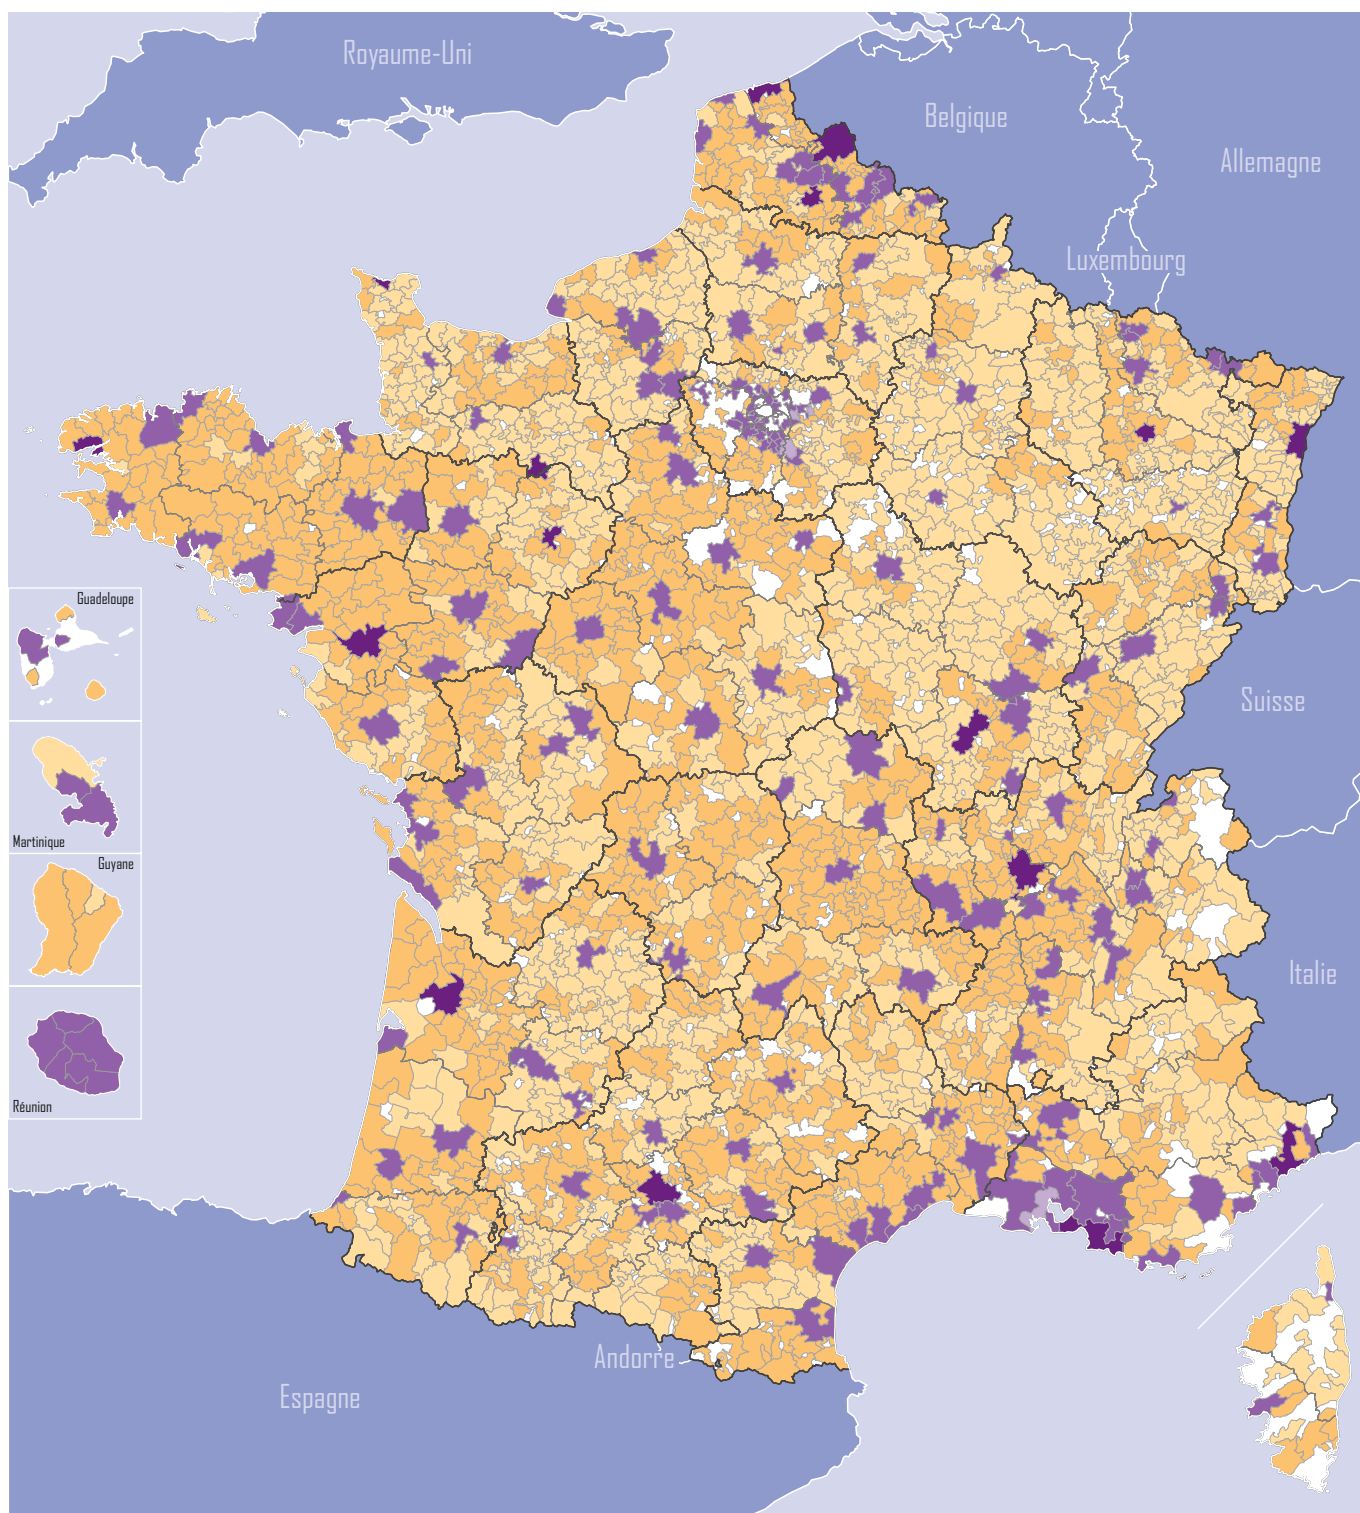 Royaume-Uni
Belgique
Allemagne
Luxembourg
Guadeloupe
Suisse
Martinique
Guyane
Italie
Réunion
Andorre
Espagne